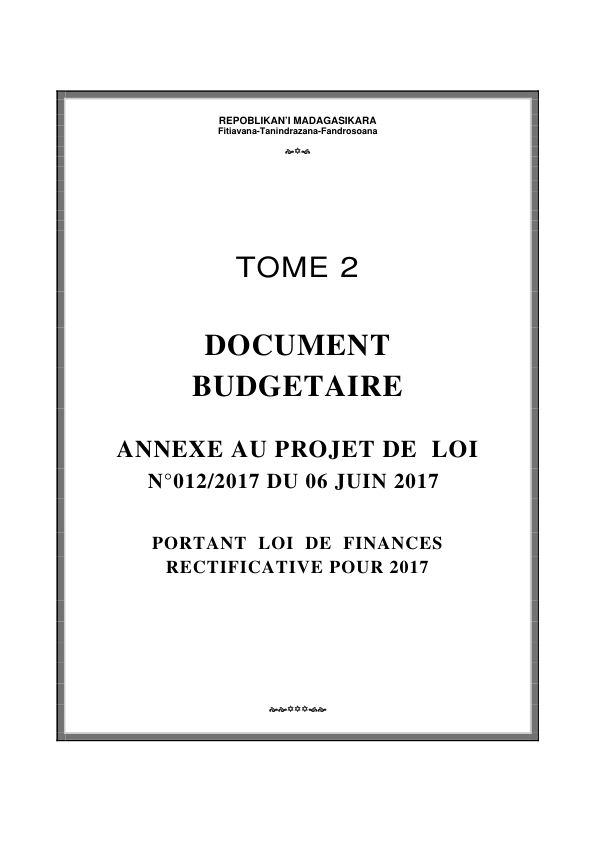 REPOBLIKAN'I MADAGASIKARA
Fitiavana-Tanindrazana-Fandrosoana
TOME 2
DOCUMENT
BUDGETAIRE
ANNEXE AU PROJET DE LOI
N°012/2017 DU 06 JUIN 2017
PORTANT LOI DE FINANCES
RECTIFICATIVE POUR 2017